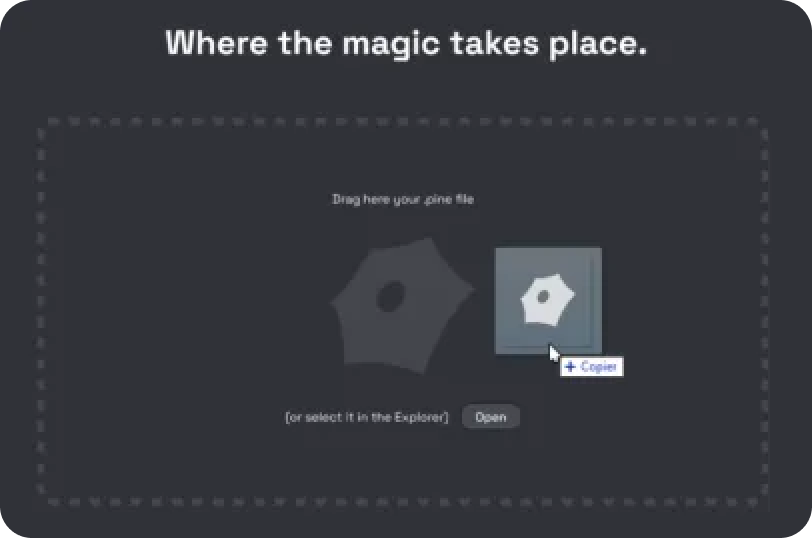 Where the magic takes place.
Drag here your .pine file
+ Copier
(or select it in the Explorer) Open